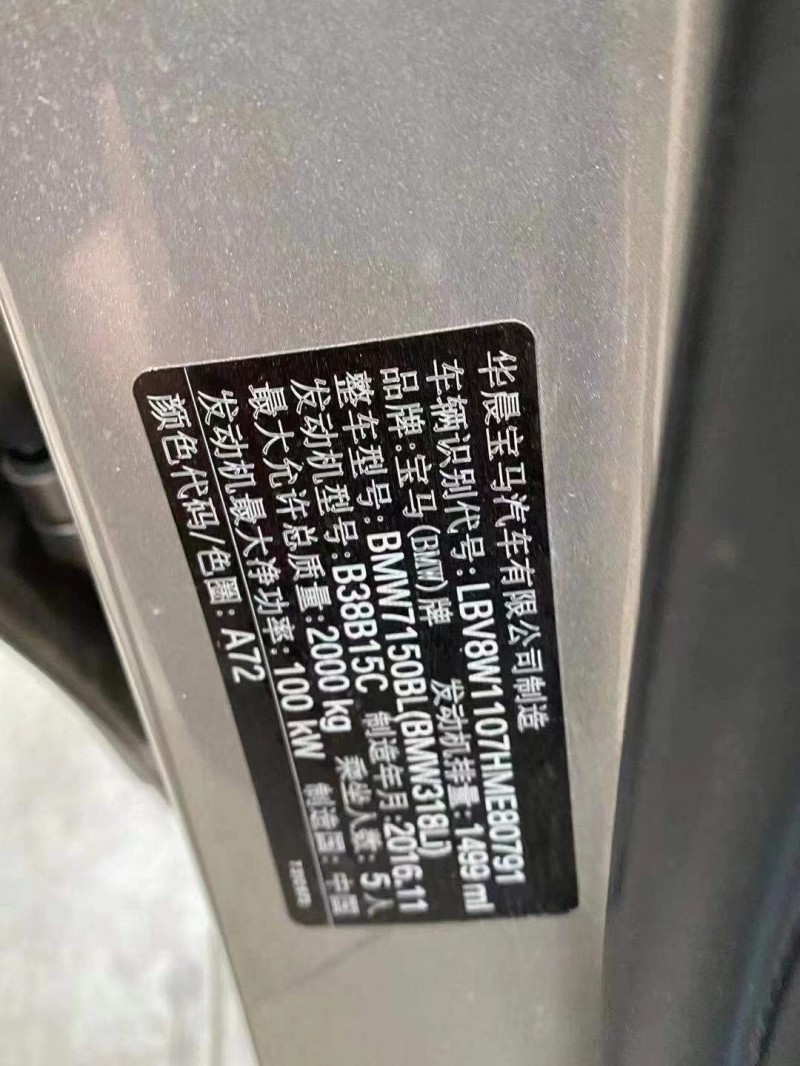 华晨宝马汽车有限公司制造
车辆识别代号: LBV8W1107HME80791
品牌: 宝马(BMW)牌 发动机排量: 1499 ml
整车型号: BMW7150BL(BMW318Li)
发动机型号: B38B15C 制造年月: 2016.11
最大允许总质量: 2000 kg 乘坐人数: 5人
发动机最大净功率: 100 kW 制造国: 中国
颜色代码/色圈: A72